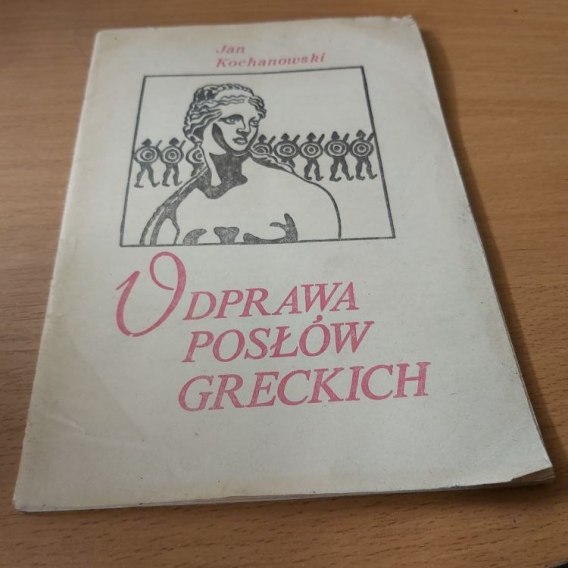 Jan
Kochanowski
ODPRAWA
POSŁÓW
GRECKICH